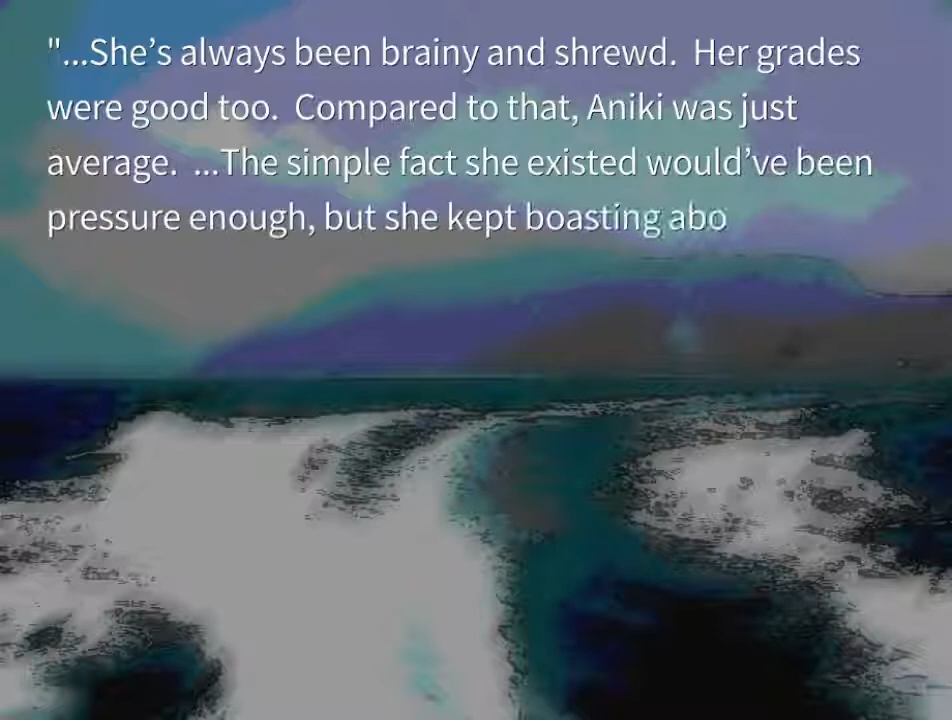 "...She’s always been brainy and shrewd.  Her grades
were good too.  Compared to that, Aniki was just
average.  ...The simple fact she existed would’ve been
pressure enough, but she kept boasting abo